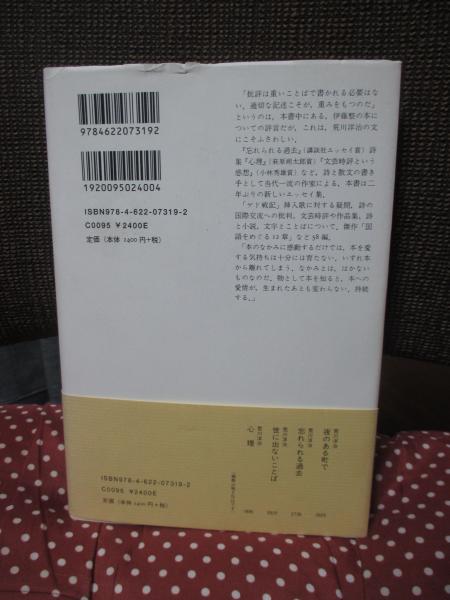 9784622073192
1920095024004
ISBN978-4-622-07319-2
C0095 ¥2400E
定価(本体 2400円+税)
「批評は重いことばで書かれる必要はな
い。適切な記述こそが、重みをもつのだ」
というのは、本書中にある、伊藤整の本に
ついての評言だが、これは、荒川洋治の文
にこそふさわしい。
『忘れられる過去』(講談社エッセイ賞)詩
集『心理』(萩原朔太郎賞)『文芸時評という
感想』(小林秀雄賞)など、詩と散文の書き
手として当代一流の作家による、本書は二
年ぶりの新しいエッセイ集。
「ゲド戦記」挿入歌に対する疑問、詩の
国際交流への批判。文芸時評や作品集、詩
と小説、文字とことばについて。傑作「国
語をめぐる12章」など58編。
「本のなかみに感動するだけでは、本を愛
する気持ちは十分には育たない。いずれ本
から離れてしまう。なかみとは、はかない
ものなのだ。物として本を知ると、本への
愛情が、生まれたあとも変わらない。持続
する。」
荒川洋治
夜のある町で
荒川洋治
忘れられる過去
荒川洋治
世に出ないことば
荒川洋治
心理
ISBN978-4-622-07319-2
C0095 ¥2400E
定価(本体 2400円+税)